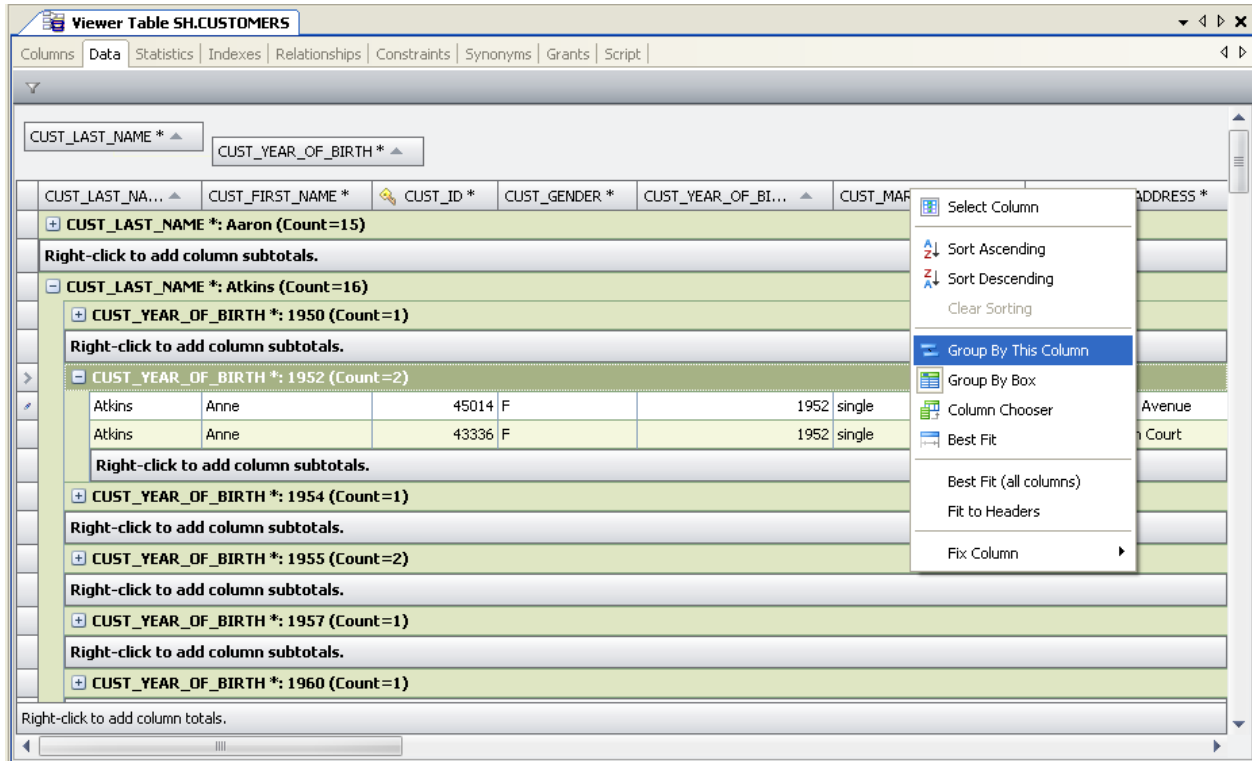 Viewer Table SH.CUSTOMERS
Columns Data Statistics Indexes Relationships Constraints Synonyms Grants Script
CUST_LAST_NAME *
CUST_YEAR_OF_BIRTH *
CUST_LAST_NA... CUST_FIRST_NAME * CUST_ID * CUST_GENDER * CUST_YEAR_OF_BI... CUST_MAR ADDRESS *
CUST_LAST_NAME *: Aaron (Count=15)
Right-click to add column subtotals.
CUST_LAST_NAME *: Atkins (Count=16)
CUST_YEAR_OF_BIRTH *: 1950 (Count=1)
Right-click to add column subtotals.
CUST_YEAR_OF_BIRTH *: 1952 (Count=2)
Atkins Anne 45014 F 1952 single Avenue
Atkins Anne 43336 F 1952 single Court
Right-click to add column subtotals.
CUST_YEAR_OF_BIRTH *: 1954 (Count=1)
Right-click to add column subtotals.
CUST_YEAR_OF_BIRTH *: 1955 (Count=2)
Right-click to add column subtotals.
CUST_YEAR_OF_BIRTH *: 1957 (Count=1)
Right-click to add column subtotals.
CUST_YEAR_OF_BIRTH *: 1960 (Count=1)
Right-click to add column totals.
Select Column
Sort Ascending
Sort Descending
Clear Sorting
Group By This Column
Group By Box
Column Chooser
Best Fit
Best Fit (all columns)
Fit to Headers
Fix Column